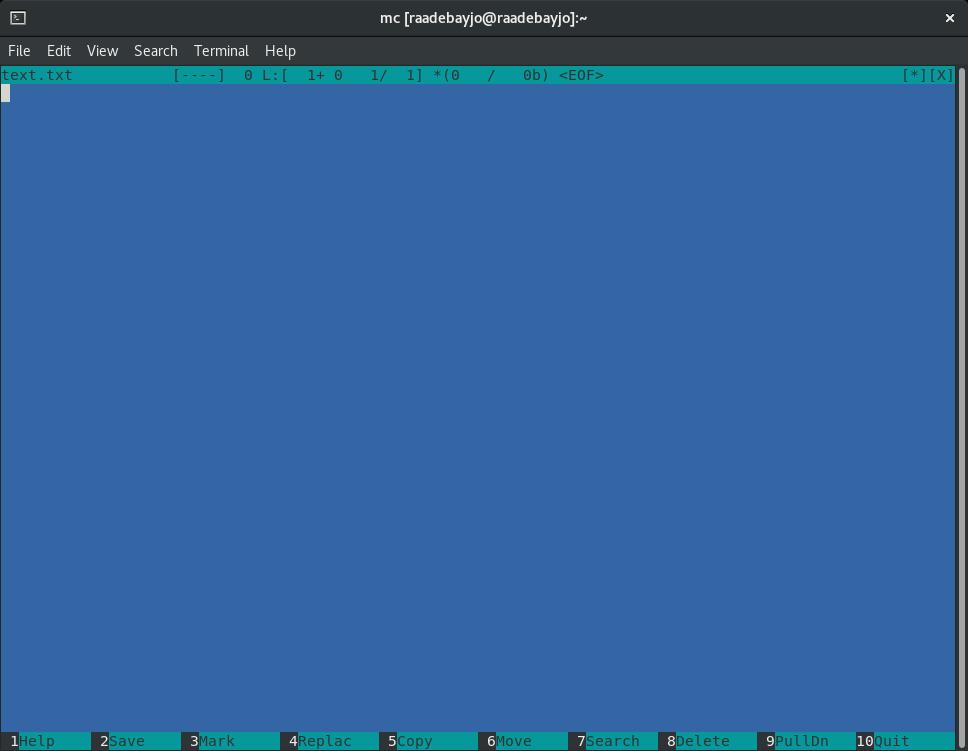 mc [raadebayjo@raadebayjo]:~
File Edit View Search Terminal Help
text.txt [----] 0 L:[ 1+ 0 1/ 1] *(0 / 0b) <EOF> [*][X]
1Help 2Save 3Mark 4Replac 5Copy 6Move 7Search 8Delete 9PullDn 10Quit